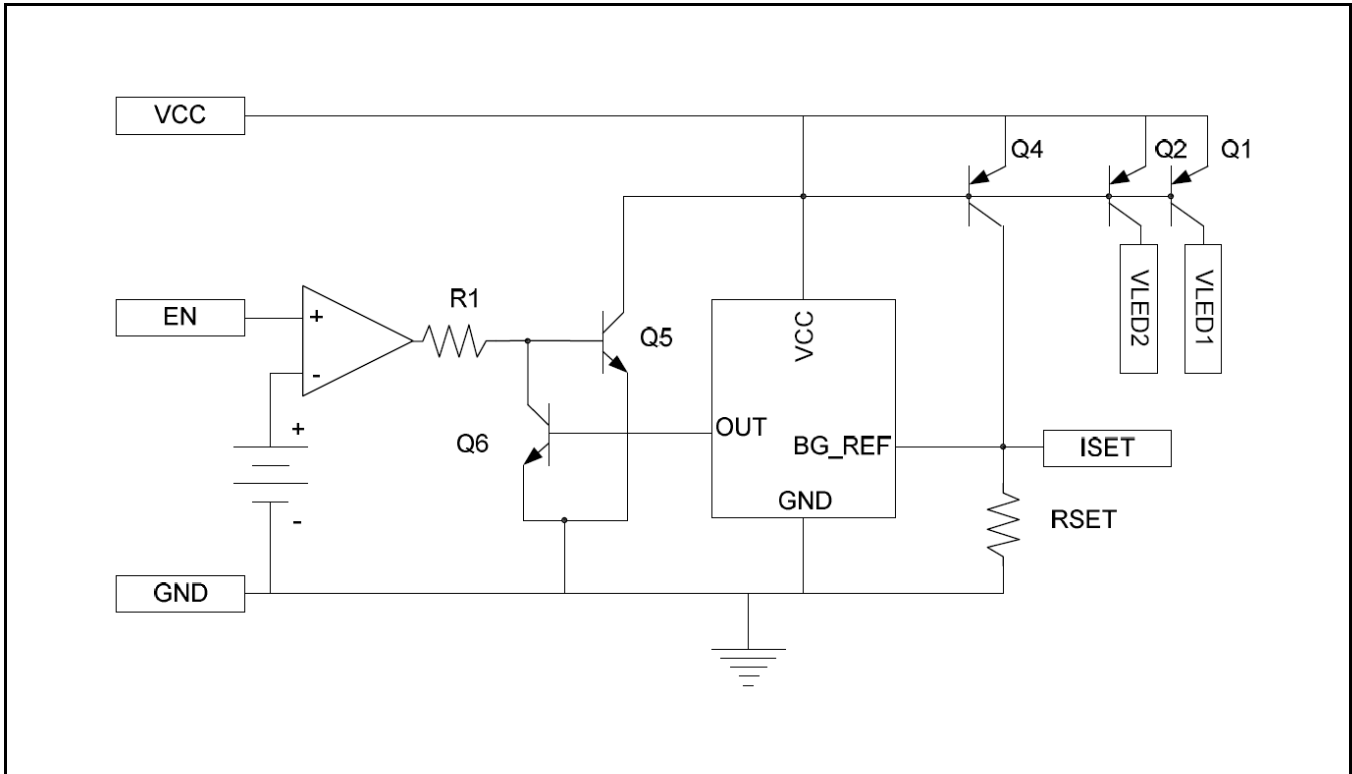 VCC
Q4
Q2
Q1
EN
+
-
R1
Q5
VCC
VLED2
VLED1
+
-
Q6
OUT
BG_REF
GND
ISET
RSET
GND